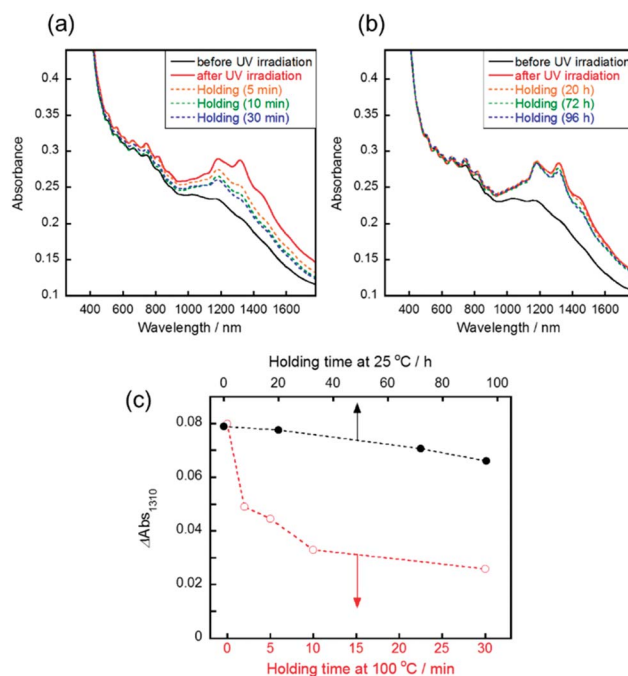 (a)
(b)
before UV irradiation
after UV irradiation
Holding (5 min)
Holding (10 min)
Holding (30 min)
before UV irradiation
after UV irradiation
Holding (20 h)
Holding (72 h)
Holding (96 h)
0.4
0.35
0.3
0.25
0.2
0.15
0.1
Absorbance
400 600 800 1000 1200 1400 1600
Wavelength / nm
0.4
0.35
0.3
0.25
0.2
0.15
0.1
Absorbance
400 600 800 1000 1200 1400 1600
Wavelength / nm
Holding time at 25 °C / h
0 20 40 60 80 100
(c)
0.08
0.06
0.04
0.02
0
ΔAbs1310
0 5 10 15 20 25 30
Holding time at 100 °C / min